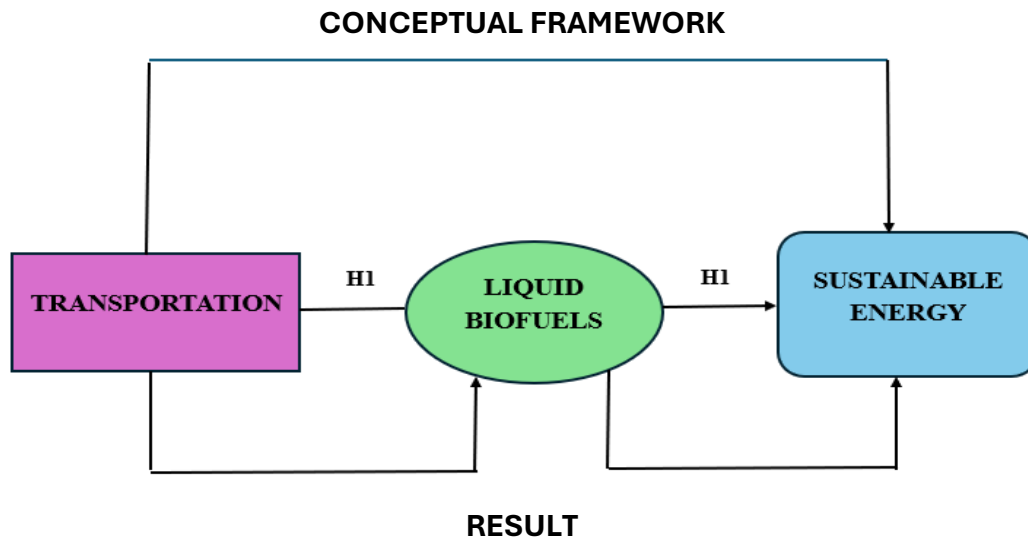 CONCEPTUAL FRAMEWORK
TRANSPORTATION
H1
LIQUID
BIOFUELS
H1
SUSTAINABLE
ENERGY
RESULT